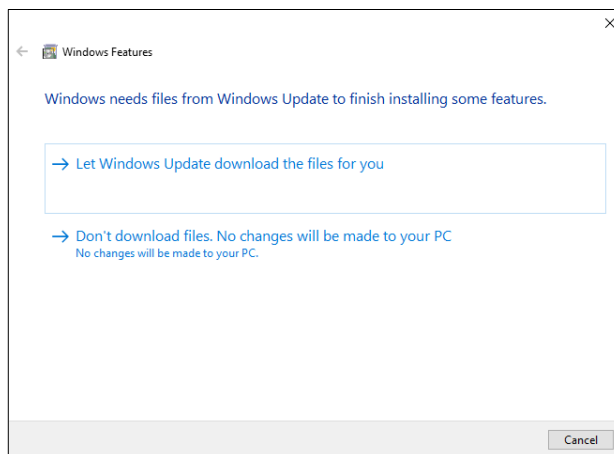 Windows Features
Windows needs files from Windows Update to finish installing some features.
Let Windows Update download the files for you
Don't download files. No changes will be made to your PC
No changes will be made to your PC.
Cancel